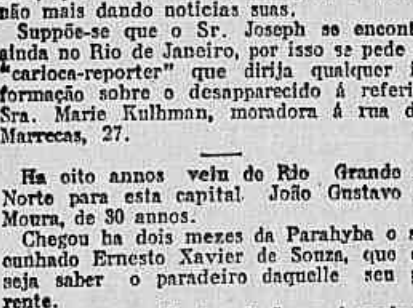 não mais dando noticias suas.
Suppõe-se que o Sr. Joseph se encont
ainda no Rio de Janeiro, por isso se pede
"carioca-reporter" que dirija qualquer i
formação sobre o desapparecido á referi
Sra. Marie Kulhman, moradora á rua d
Marrecas, 27.
Ha oito annos veiu do Rio Grande
Norte para esta capital João Gustavo
Moura, de 30 annos.
Chegou ha dois mezes da Parahyba o s
cunhado Ernesto Xavier de Souza, que
seja saber o paradeiro daquelle seu
rente.